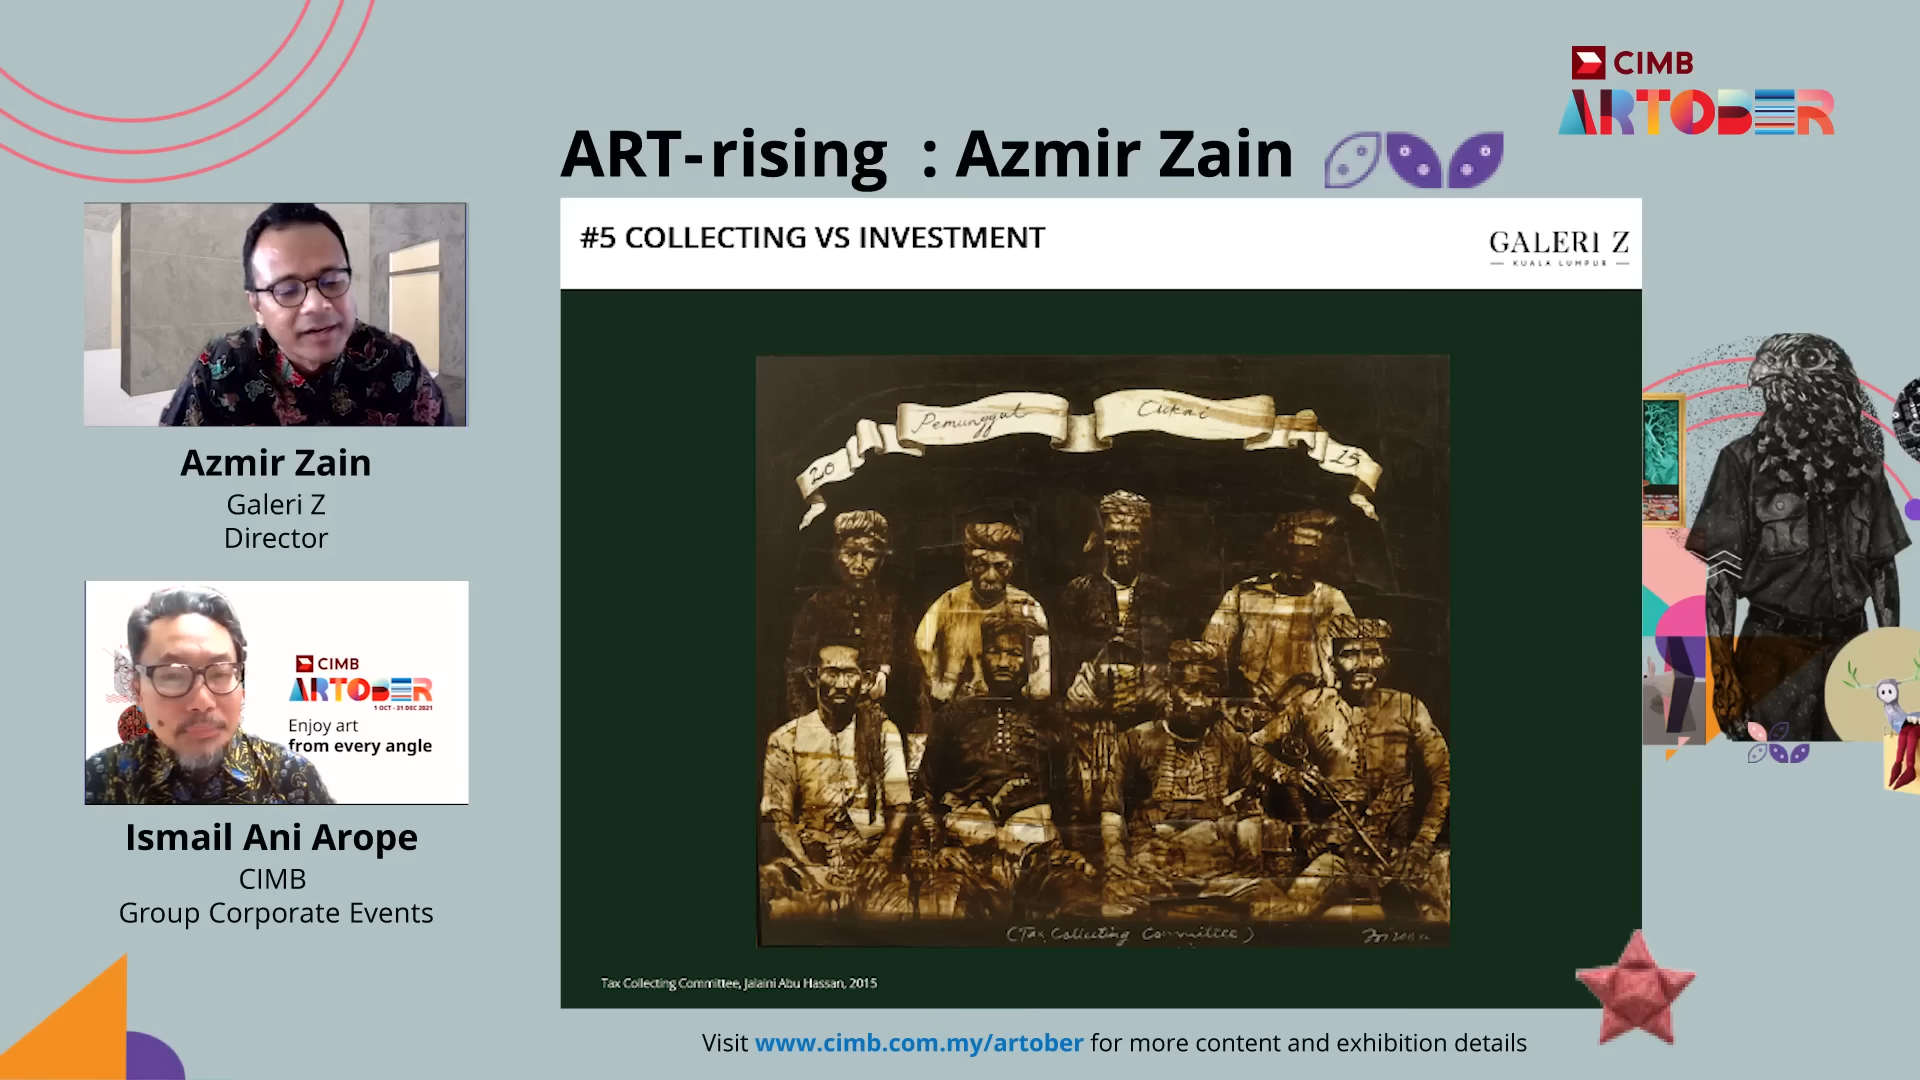 CIMB
ARTOBER
ART-rising : Azmir Zain
#5 COLLECTING VS INVESTMENT
GALERI Z
— KUALA LUMPUR —
20 Pemunggut Cukai 15
(Tax Collecting Committee)
Tax Collecting Committee, Jalaini Abu Hassan, 2015
Azmir Zain
Galeri Z
Director
CIMB
ARTOBER
1 OCT - 31 DEC 2021
Enjoy art
from every angle
Ismail Ani Arope
CIMB
Group Corporate Events
Visit www.cimb.com.my/artober for more content and exhibition details